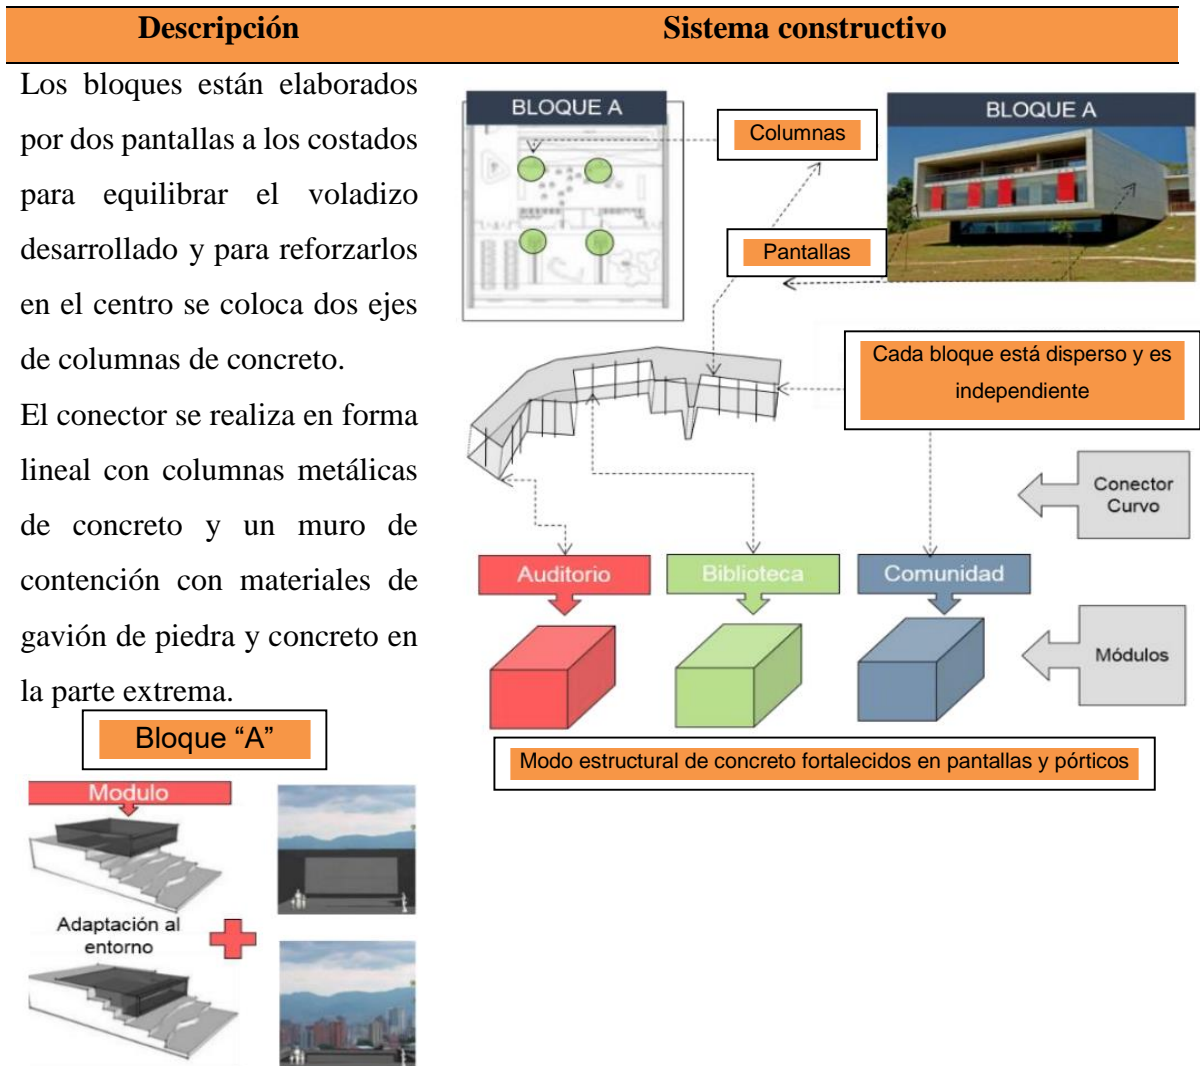 Descripción
Sistema constructivo
Los bloques están elaborados
por dos pantallas a los costados
para equilibrar el voladizo
desarrollado y para reforzarlos
en el centro se coloca dos ejes
de columnas de concreto.
El conector se realiza en forma
lineal con columnas metálicas
de concreto y un muro de
contención con materiales de
gavión de piedra y concreto en
la parte extrema.
Bloque “A”
Modulo
Adaptación al
entorno
BLOQUE A
Columnas
BLOQUE A
Pantallas
Cada bloque está disperso y es
independiente
Conector
Curvo
Auditorio
Biblioteca
Comunidad
Módulos
Modo estructural de concreto fortalecidos en pantallas y pórticos